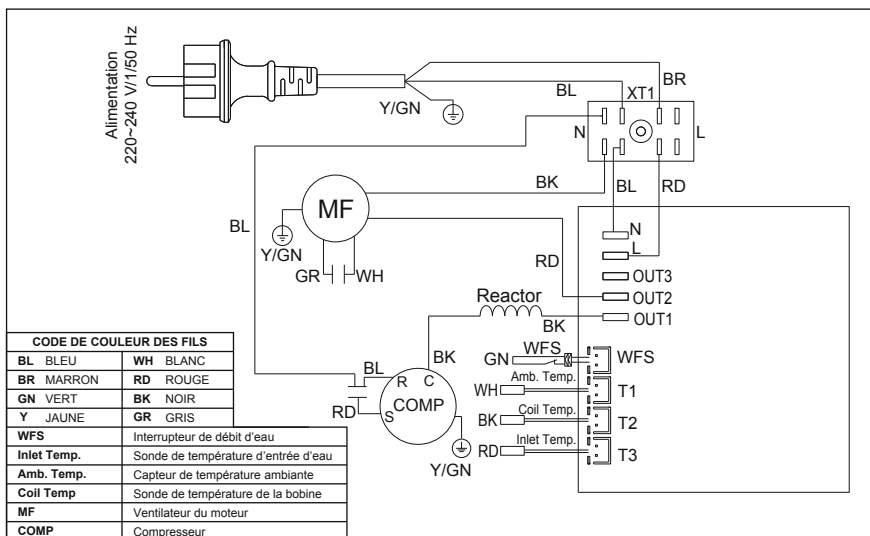 Alimentation
220~240 V/1/50 Hz
Y/GN
BL
BR
XT1
N
L
BK
BL
RD
MF
BL
Y/GN
GR
WH
RD
N
L
OUT3
OUT2
OUT1
Reactor
BK
BK
WFS
GN
WFS
Amb. Temp.
WH
T1
Coil Temp.
BK
T2
Inlet Temp.
RD
T3
BL
R
C
RD
S
COMP
Y/GN
CODE DE COULEUR DES FILS
BL BLEU WH BLANC
BR MARRON RD ROUGE
GN VERT BK NOIR
Y JAUNE GR GRIS
WFS Interrupteur de débit d'eau
Inlet Temp. Sonde de température d'entrée d'eau
Amb. Temp. Capteur de température ambiante
Coil Temp Sonde de température de la bobine
MF Ventilateur du moteur
COMP Compresseur